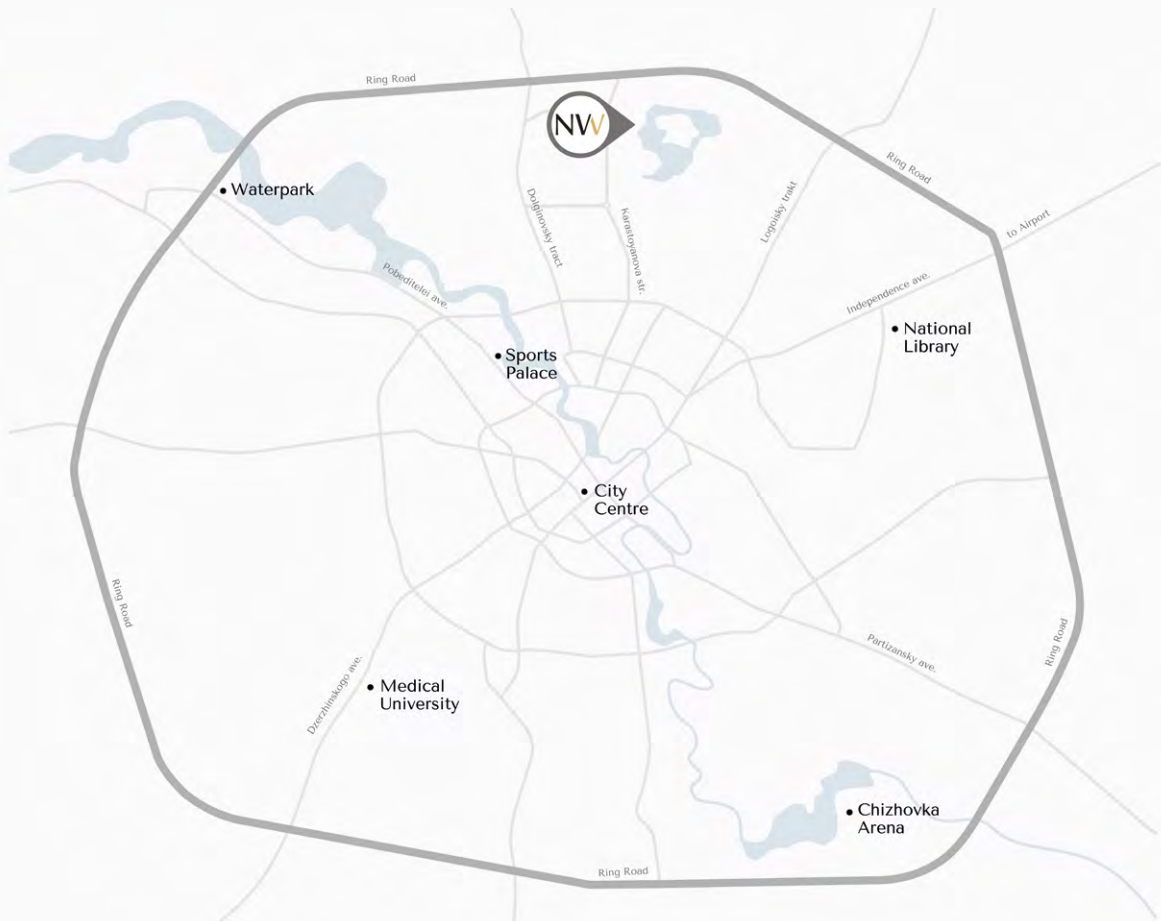 Ring Road
NW
Ring Road
Waterpark
Dolginovsky tract
Karastoyanova str.
Logoisky trakt
to Airport
Pobeditelei ave.
Independence ave.
National
Library
Sports
Palace
City
Centre
Ring Road
Partizansky ave.
Ring Road
Dzerzhinskogo ave.
Medical
University
Chizhovka
Arena
Ring Road